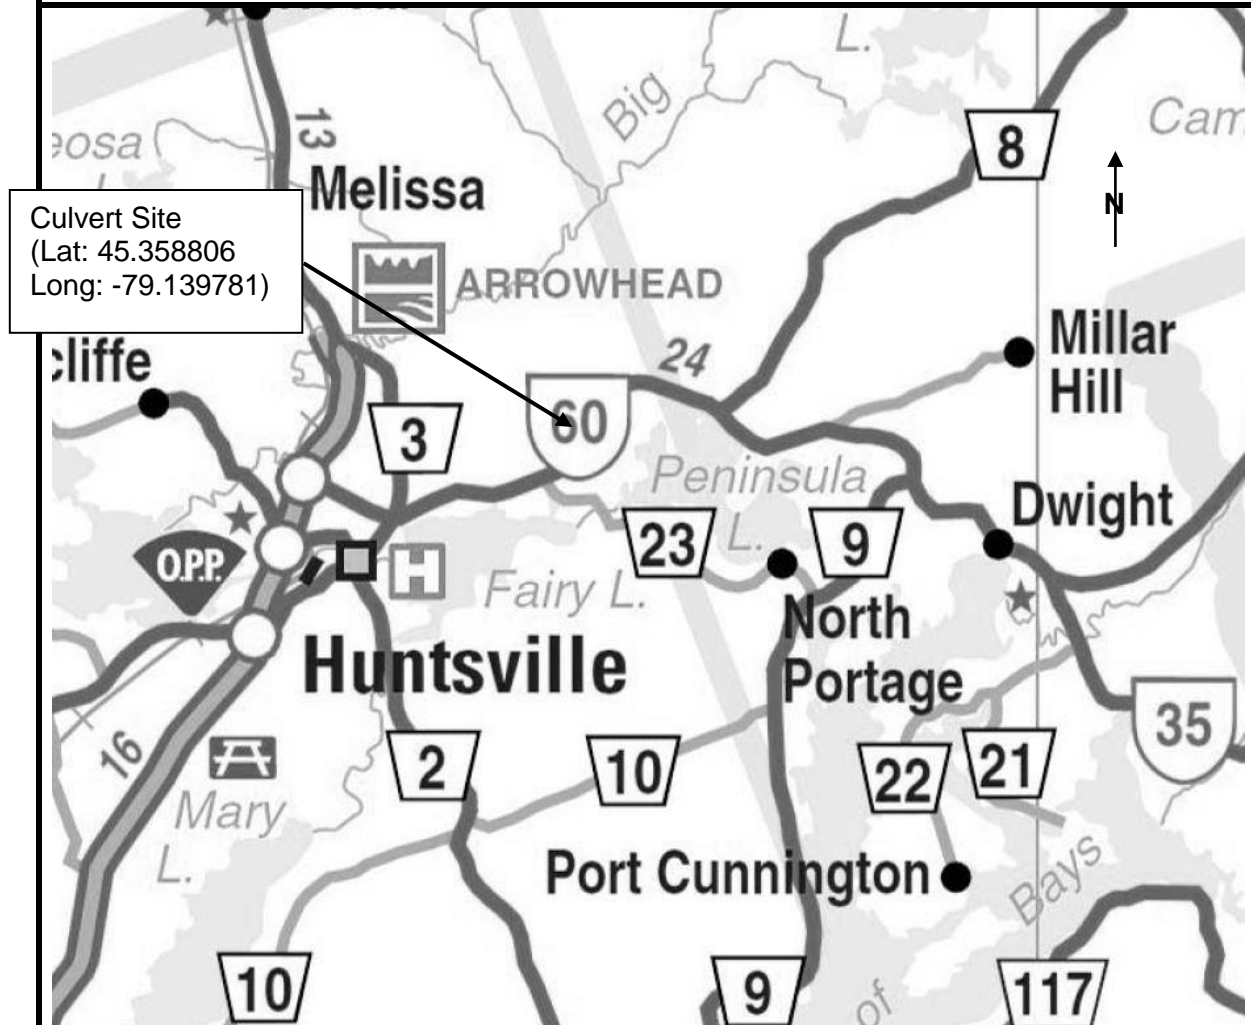 L.
Big
13
8
Cam
eosa
L.
Melissa
N
Culvert Site
(Lat: 45.358806
Long: -79.139781)
ARROWHEAD
24
Millar
Hill
cliffe
3
60
Peninsula
L.
Dwight
23
9
O.P.P.
H
Fairy L.
North
Portage
Huntsville
35
16
2
10
22
21
Mary
L.
Port Cunnington
Bays
of
10
9
117